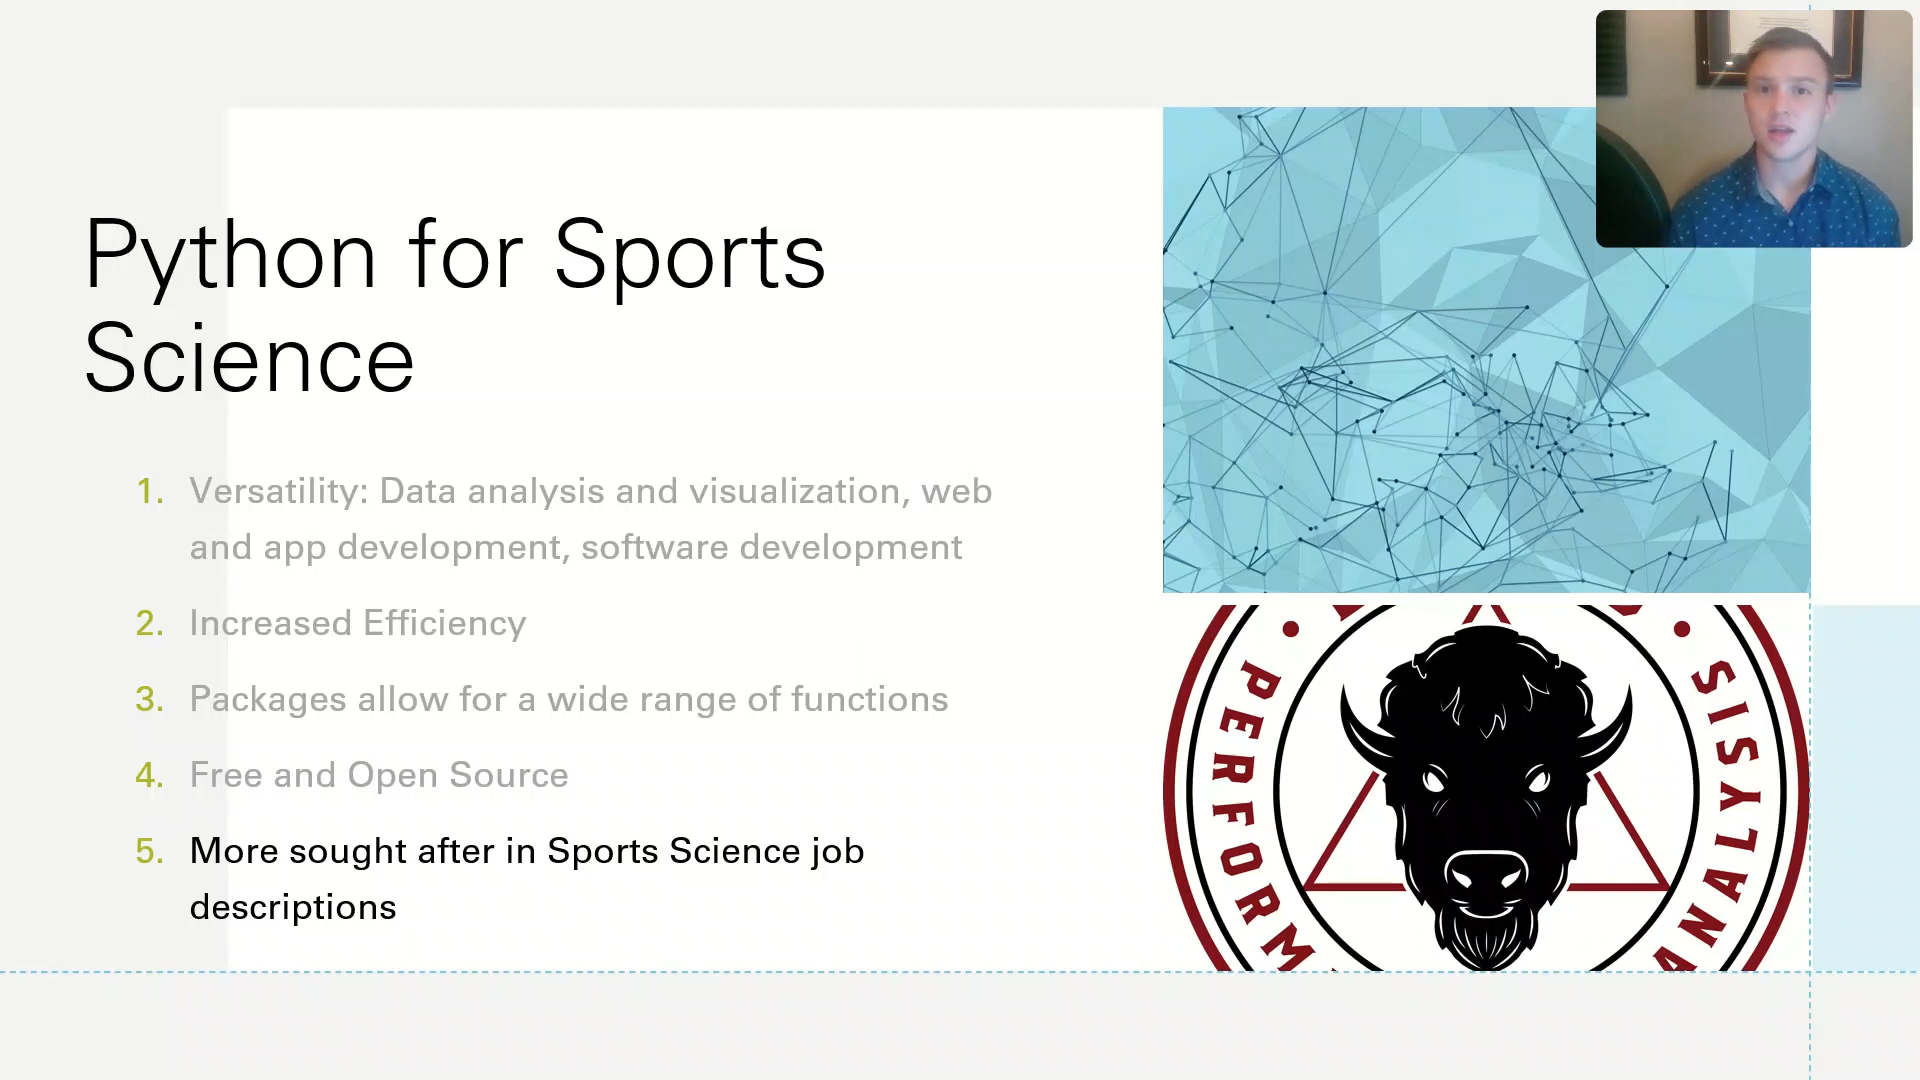 Python for Sports
Science
1. Versatility: Data analysis and visualization, web
and app development, software development
2. Increased Efficiency
3. Packages allow for a wide range of functions
4. Free and Open Source
5. More sought after in Sports Science job
descriptions
ANALYSIS